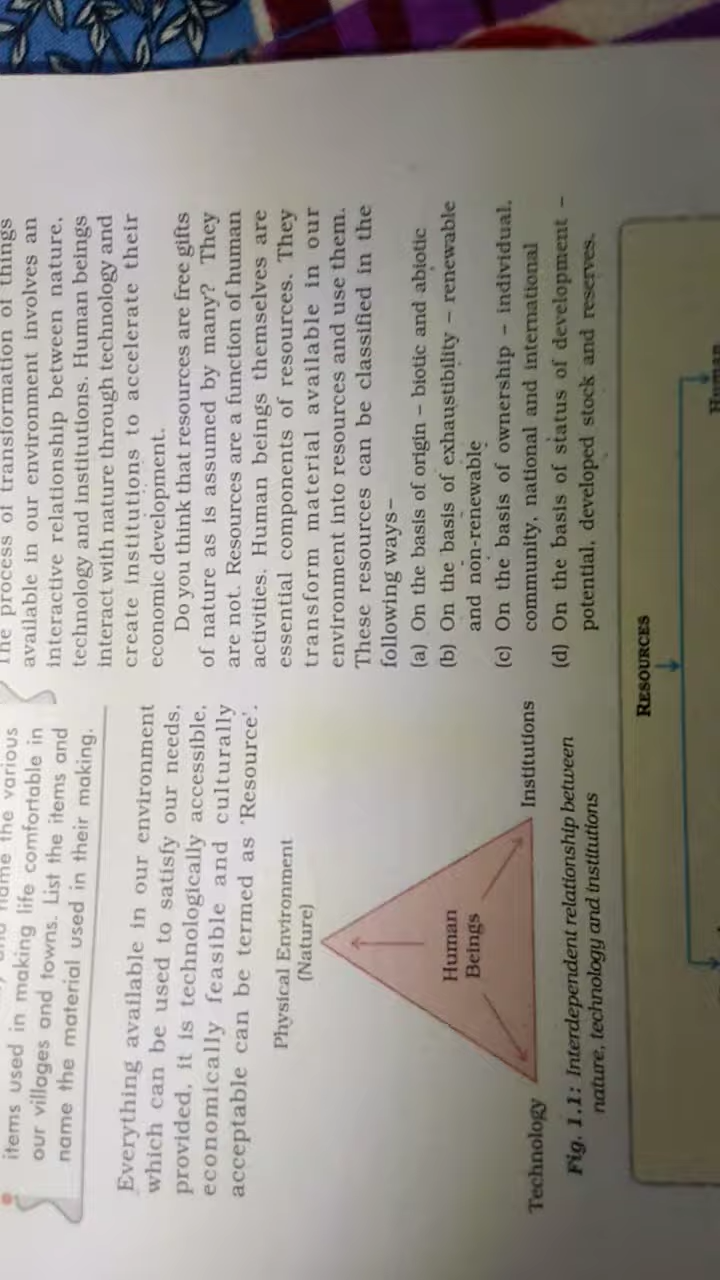 items used in making life comfortable in
our villages and towns. List the items and
name the material used in their making.
Everything available in our environment
which can be used to satisfy our needs,
provided, it is technologically accessible,
economically feasible and culturally
acceptable can be termed as 'Resource'.
Physical Environment
(Nature)
Human
Beings
Technology
Institutions
Fig. 1.1: Interdependent relationship between
nature, technology and institutions
The process of transformation of things
available in our environment involves an
interactive relationship between nature,
technology and institutions. Human beings
interact with nature through technology and
create institutions to accelerate their
economic development.
Do you think that resources are free gifts
of nature as is assumed by many? They
are not. Resources are a function of human
activities. Human beings themselves are
essential components of resources. They
transform material available in our
environment into resources and use them.
These resources can be classified in the
following ways–
(a) On the basis of origin – biotic and abiotic
(b) On the basis of exhaustibility – renewable
and non-renewable
(c) On the basis of ownership – individual,
community, national and international
(d) On the basis of status of development –
potential, developed stock and reserves.
RESOURCES